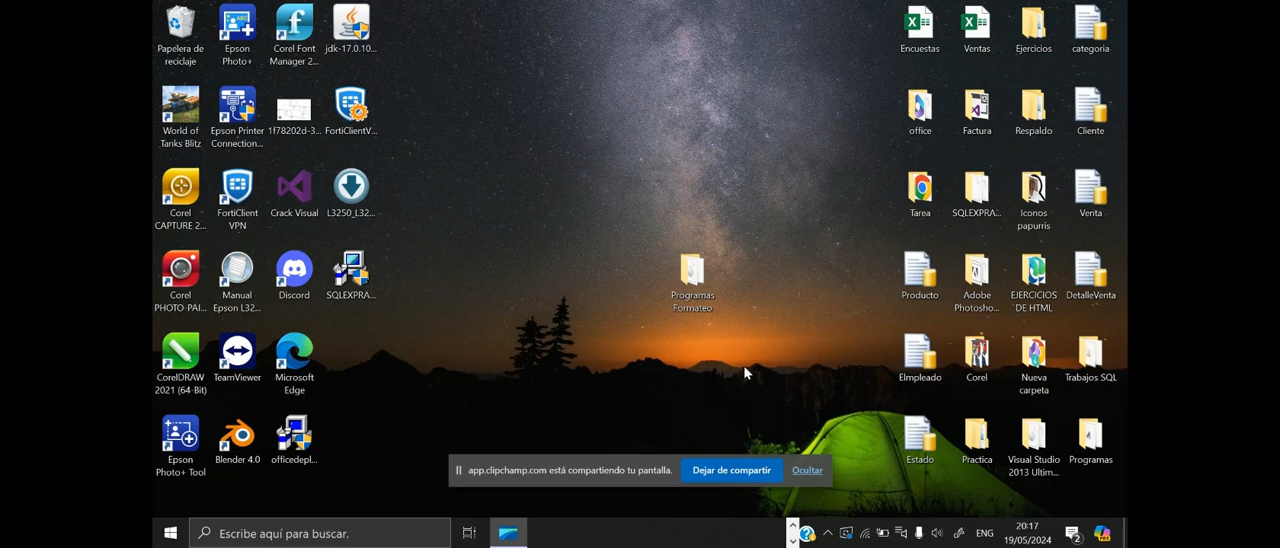 Papelera de
reciclaje
Epson
Photo+
Corel Font
Manager 2...
jdk-17.0.10...
World of
Tanks Blitz
Epson Printer
Connection...
1f78202d-3...
FortiClientV...
Corel
CAPTURE 2...
FortiClient
VPN
Crack Visual
L3250_L32...
Corel
PHOTO-PAI...
Manual
Epson L32...
Discord
SQLEXPRA...
CorelDRAW
2021 (64-Bit)
TeamViewer
Microsoft
Edge
Epson
Photo+ Tool
Blender 4.0
officedepl...
Programas
Formateo
Encuestas
Ventas
Ejercicios
categoria
office
Factura
Respaldo
Cliente
Tarea
SQLEXPRA...
Iconos
papurris
Venta
Producto
Adobe
Photosho...
EJERCICIOS
DE HTML
DetalleVenta
Elmpleado
Corel
Nueva
carpeta
Trabajos SQL
Estado
Practica
Visual Studio
2013 Ultim...
Programas
app.clipchamp.com está compartiendo tu pantalla.
Dejar de compartir
Ocultar
Escribe aquí para buscar.
ENG
20:17
19/05/2024
2